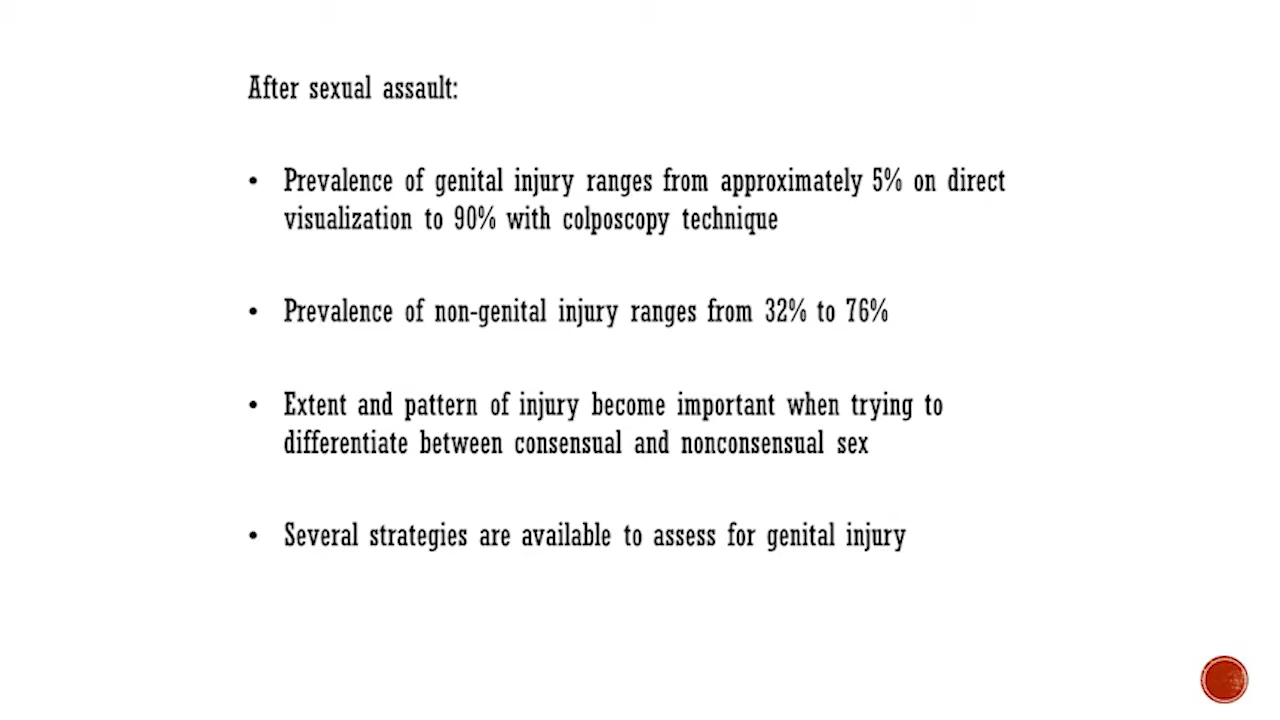 After sexual assault:
• Prevalence of genital injury ranges from approximately 5% on direct
visualization to 90% with colposcopy technique
• Prevalence of non-genital injury ranges from 32% to 76%
• Extent and pattern of injury become important when trying to
differentiate between consensual and nonconsensual sex
• Several strategies are available to assess for genital injury